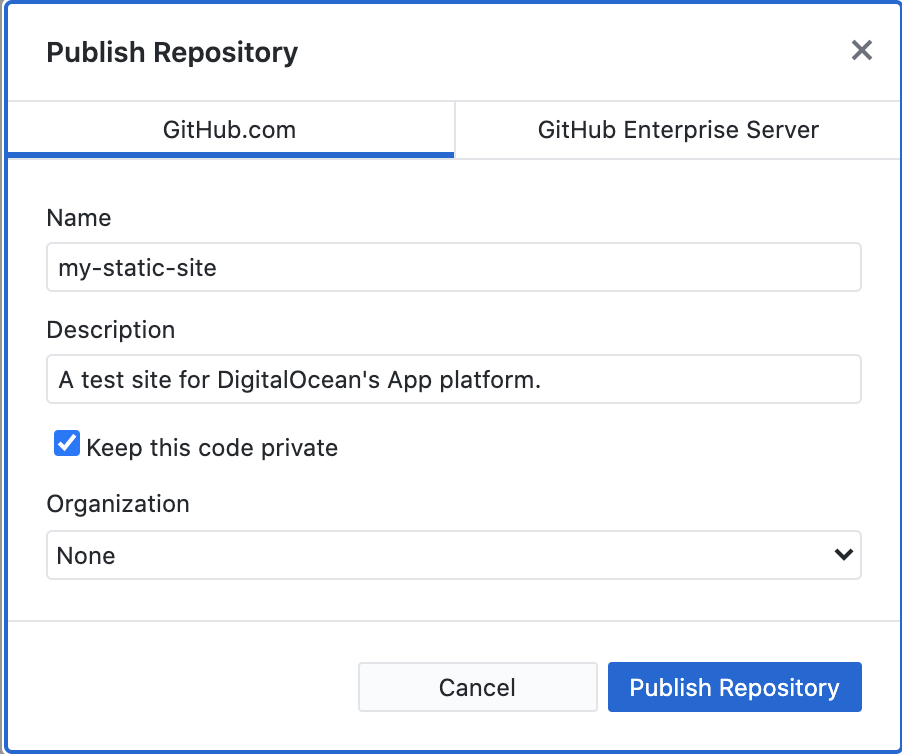 Publish Repository
GitHub.com
GitHub Enterprise Server
Name
my-static-site
Description
A test site for DigitalOcean's App platform.
Keep this code private
Organization
None
Cancel
Publish Repository